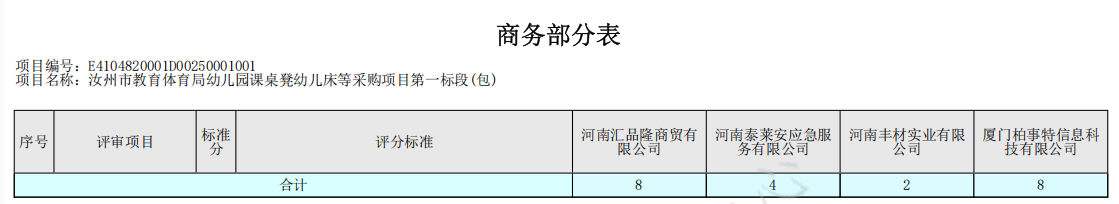 商务部分表
项目编号：E4104820001D00250001001
项目名称：汝州市教育体育局幼儿园课桌凳幼儿床等采购项目第一标段(包)
序号 评审项目 标准分 评分标准 河南汇品隆商贸有限公司 河南泰莱安应急服务有限公司 河南丰材实业有限公司 厦门柏事特信息科技有限公司
合计 8 4 2 8